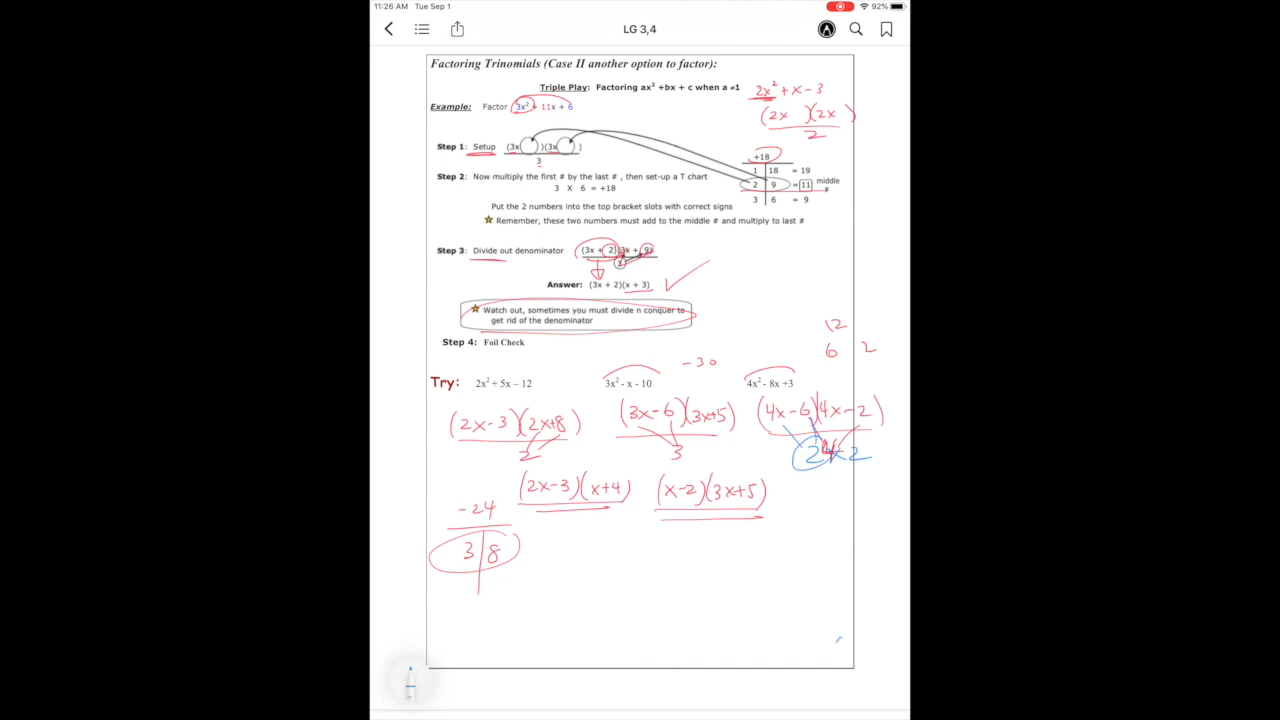 11:26 AM Tue Sep 1
92%
LG 3,4
Factoring Trinomials (Case II another option to factor):
Triple Play: Factoring ax² +bx + c when a ≠1
2x² + x - 3
Example: Factor 3x² + 11x + 6
(2x )(2x )
2
Step 1: Setup (3x )(3x )
3
+18
1 18 = 19
2 9 = 11 middle #
3 6 = 9
Step 2: Now multiply the first # by the last # , then set-up a T chart
3 X 6 = +18
Put the 2 numbers into the top bracket slots with correct signs
Remember, these two numbers must add to the middle # and multiply to last #
Step 3: Divide out denominator (3x + 2)(3x + 9)
3
Answer: (3x + 2)(x + 3)
Watch out, sometimes you must divide n conquer to
get rid of the denominator
Step 4: Foil Check
12
6 2
-30
Try: 2x² + 5x – 12 3x² - x - 10 4x² - 8x +3
(2x-3)(2x+8) (3x-6)(3x+5) (4x-6)(4x-2)
2 3 2x2
(2x-3)(x+4) (x-2)(3x+5)
-24
3 8